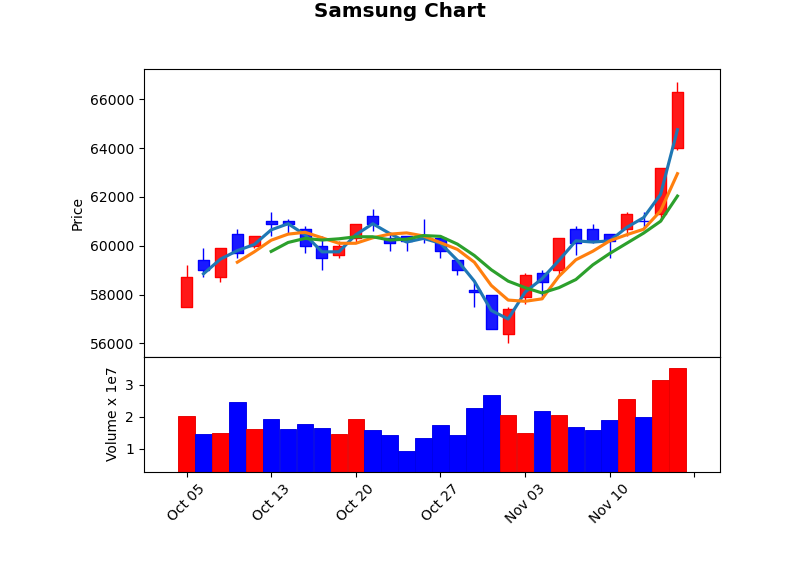 Samsung Chart
Price
66000
64000
62000
60000
58000
56000
Volume x 1e7
3
2
1
Oct 05
Oct 13
Oct 20
Oct 27
Nov 03
Nov 10